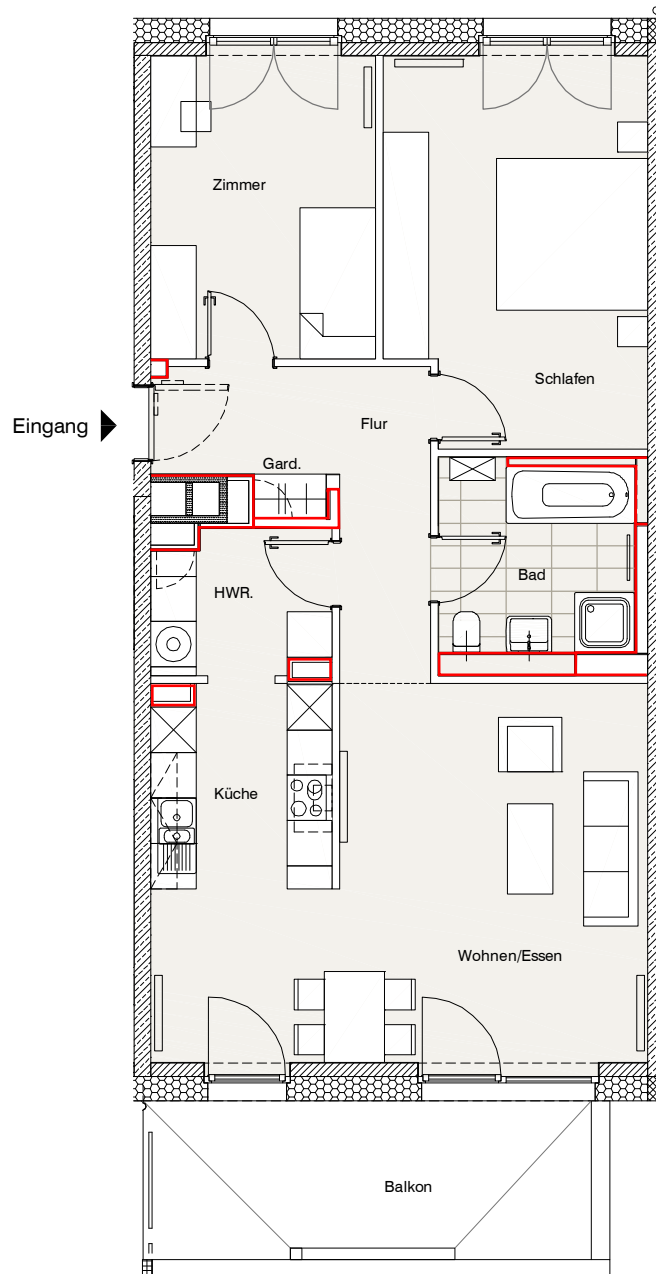 Zimmer
Schlafen
Eingang
Flur
Gard.
Bad
HWR.
Küche
Wohnen/Essen
Balkon